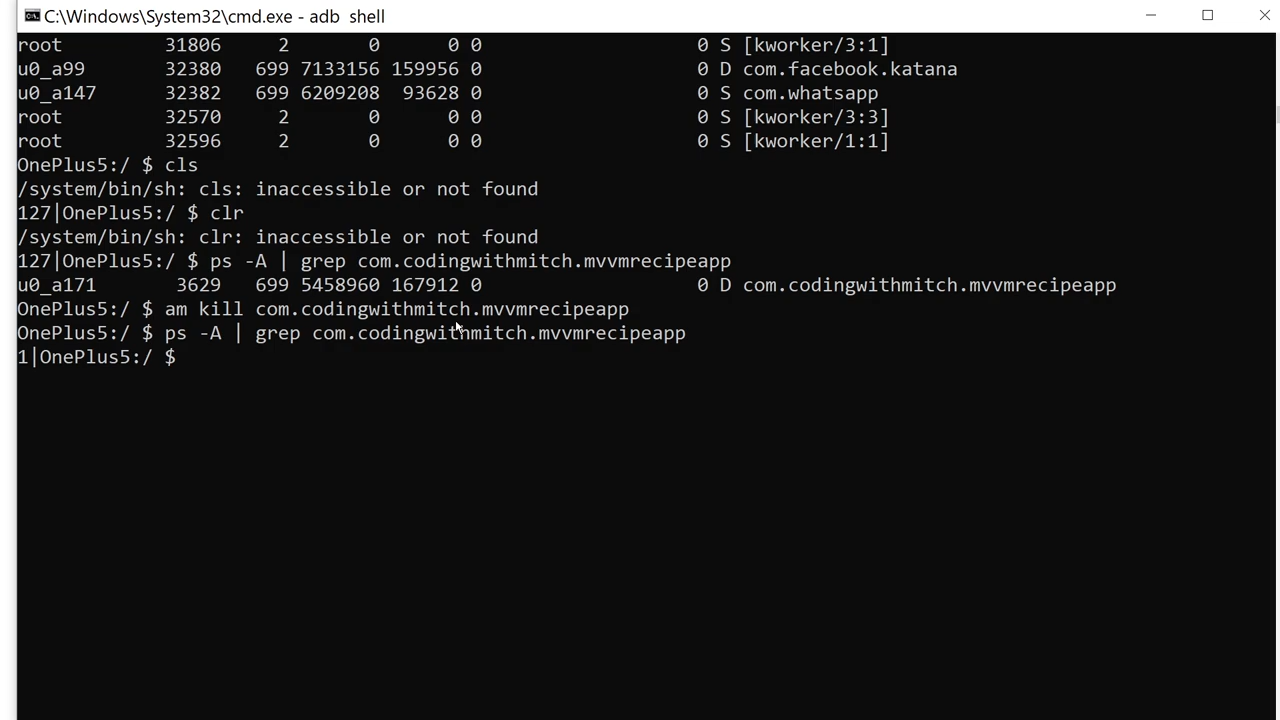 C:\Windows\System32\cmd.exe - adb  shell
root         31806     2       0      0 0                   0 S [kworker/3:1]
u0_a99       32380   699 7133156 159956 0                   0 D com.facebook.katana
u0_a147      32382   699 6209208  93628 0                   0 S com.whatsapp
root         32570     2       0      0 0                   0 S [kworker/3:3]
root         32596     2       0      0 0                   0 S [kworker/1:1]
OnePlus5:/ $ cls
/system/bin/sh: cls: inaccessible or not found
127|OnePlus5:/ $ clr
/system/bin/sh: clr: inaccessible or not found
127|OnePlus5:/ $ ps -A | grep com.codingwithmitch.mvvmrecipeapp
u0_a171       3629   699 5458960 167912 0                   0 D com.codingwithmitch.mvvmrecipeapp
OnePlus5:/ $ am kill com.codingwithmitch.mvvmrecipeapp
OnePlus5:/ $ ps -A | grep com.codingwithmitch.mvvmrecipeapp
1|OnePlus5:/ $